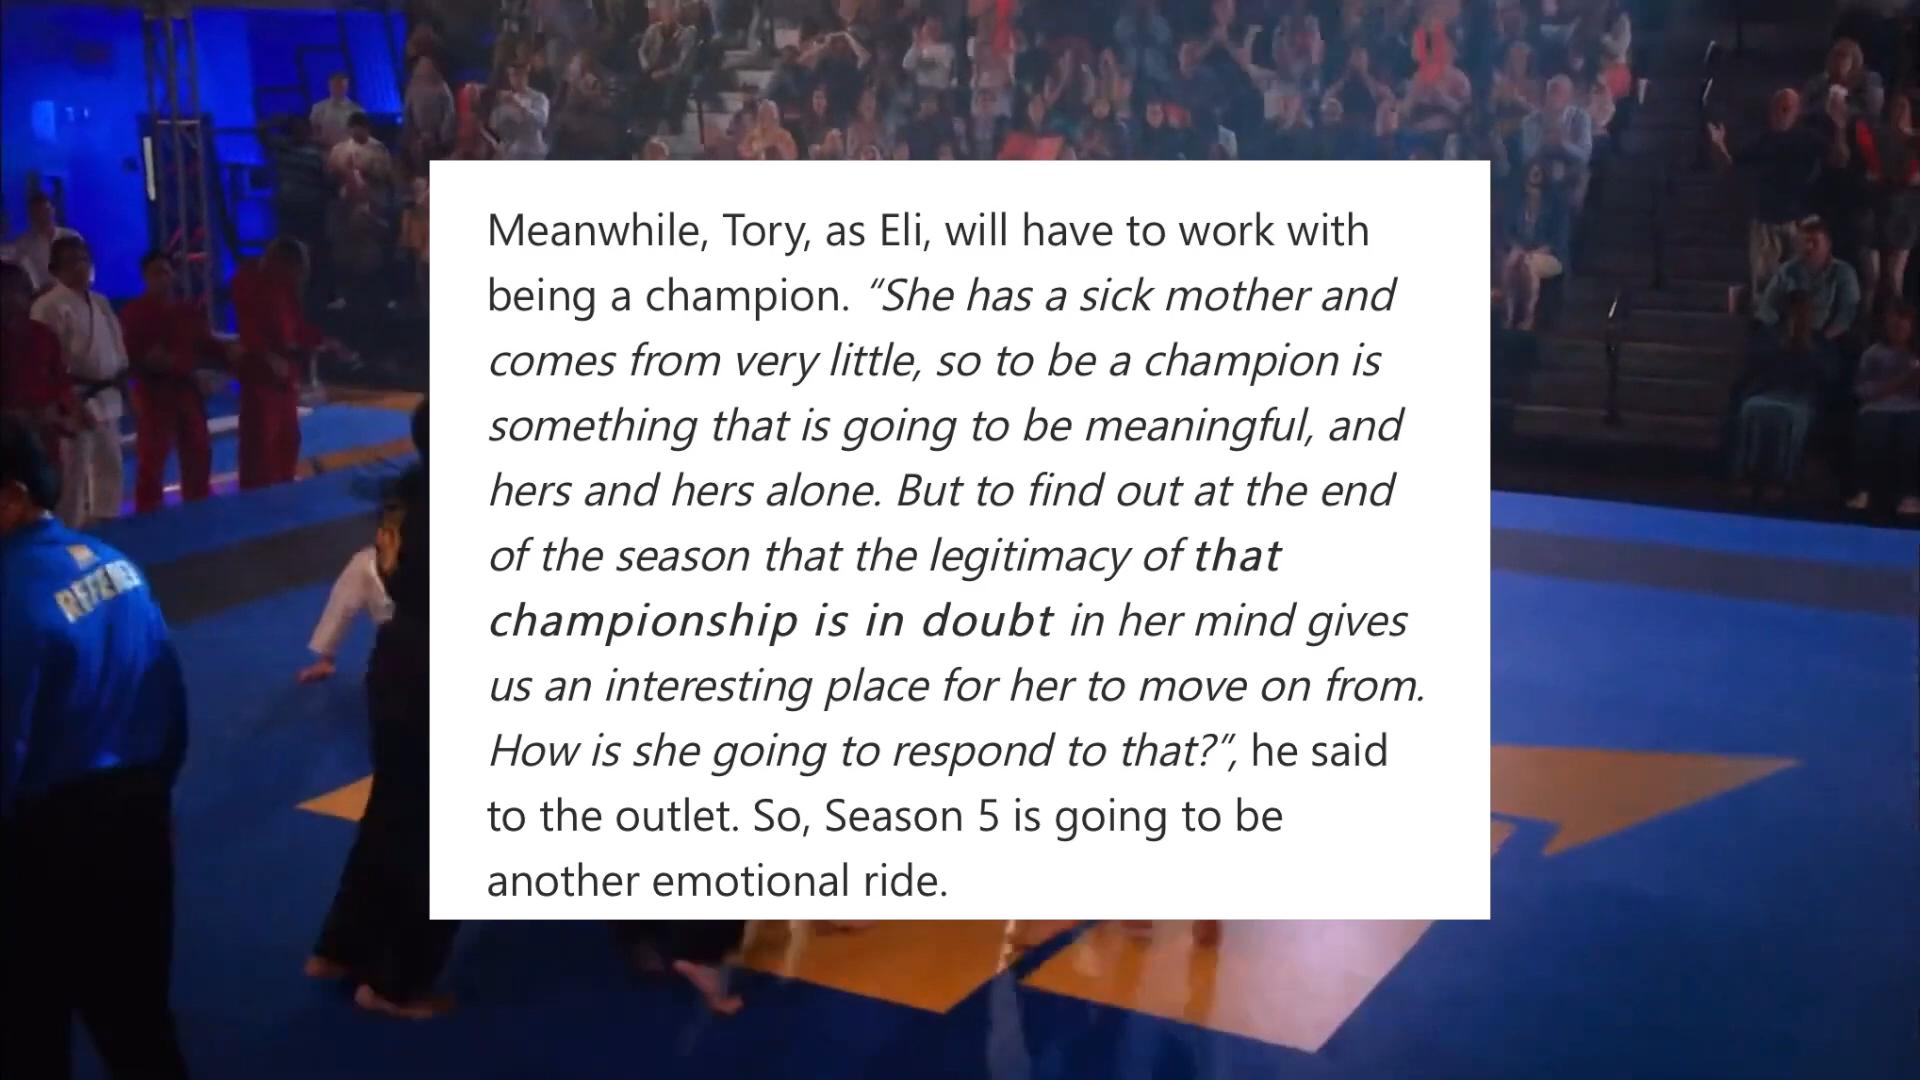 Meanwhile, Tory, as Eli, will have to work with
being a champion. “She has a sick mother and
comes from very little, so to be a champion is
something that is going to be meaningful, and
hers and hers alone. But to find out at the end
of the season that the legitimacy of that
championship is in doubt in her mind gives
us an interesting place for her to move on from.
How is she going to respond to that?”, he said
to the outlet. So, Season 5 is going to be
another emotional ride.
REFEREE